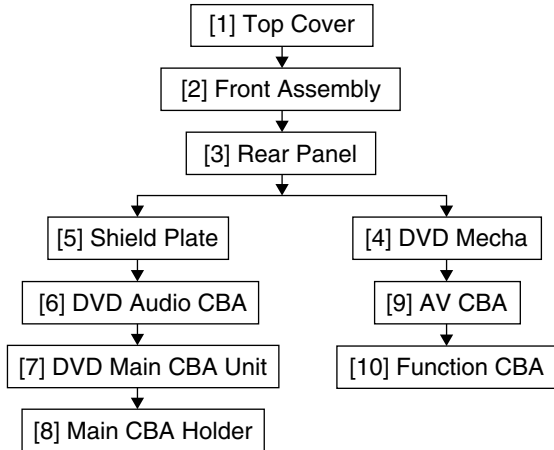 [1] Top Cover
[2] Front Assembly
[3] Rear Panel
[5] Shield Plate
[4] DVD Mecha
[6] DVD Audio CBA
[9] AV CBA
[7] DVD Main CBA Unit
[10] Function CBA
[8] Main CBA Holder